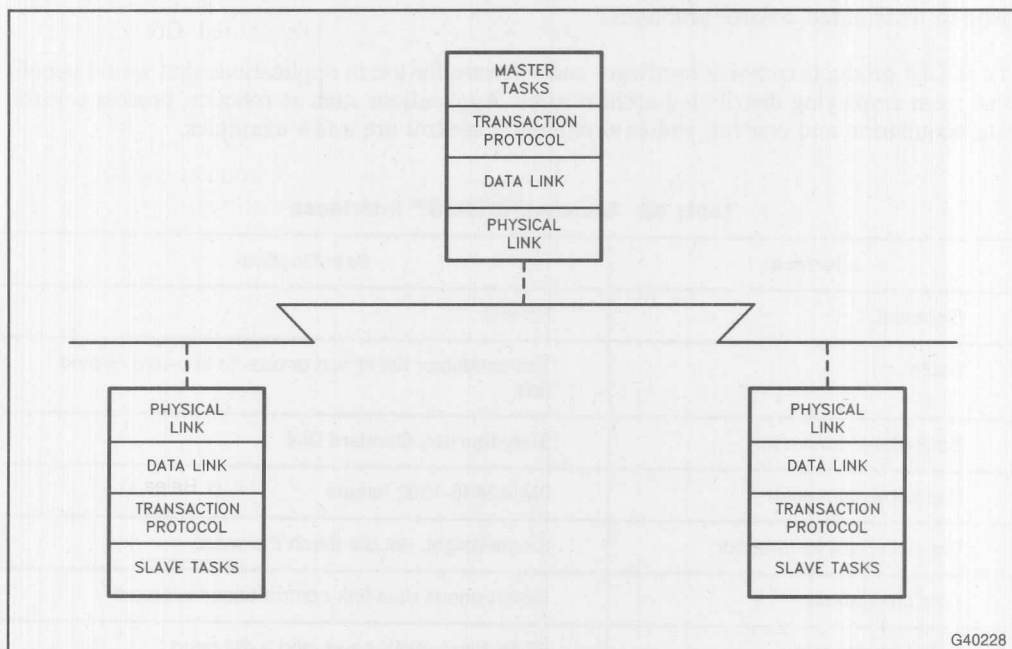 MASTER
TASKS
TRANSACTION
PROTOCOL
DATA LINK
PHYSICAL
LINK
PHYSICAL
LINK
DATA LINK
TRANSACTION
PROTOCOL
SLAVE TASKS
PHYSICAL
LINK
DATA LINK
TRANSACTION
PROTOCOL
SLAVE TASKS
G40228